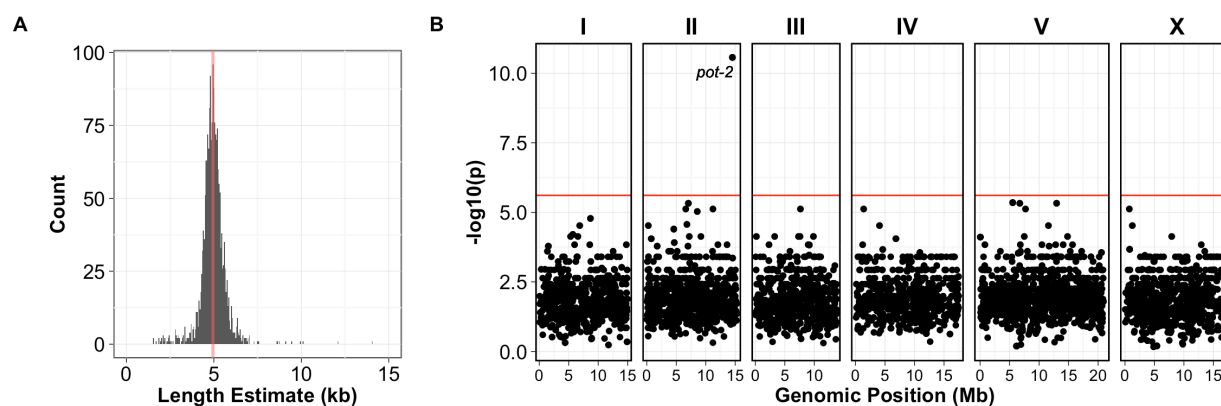 A
B
I II III IV V X
100
75
50
25
0
0 5 10 15
Count
Length Estimate (kb)
10.0
7.5
5.0
2.5
0.0
-log10(p)
pot-2
0 5 10 15 0 5 10 15 0 5 10 0 5 10 15 0 5 10 15 20 0 5 10 15
Genomic Position (Mb)